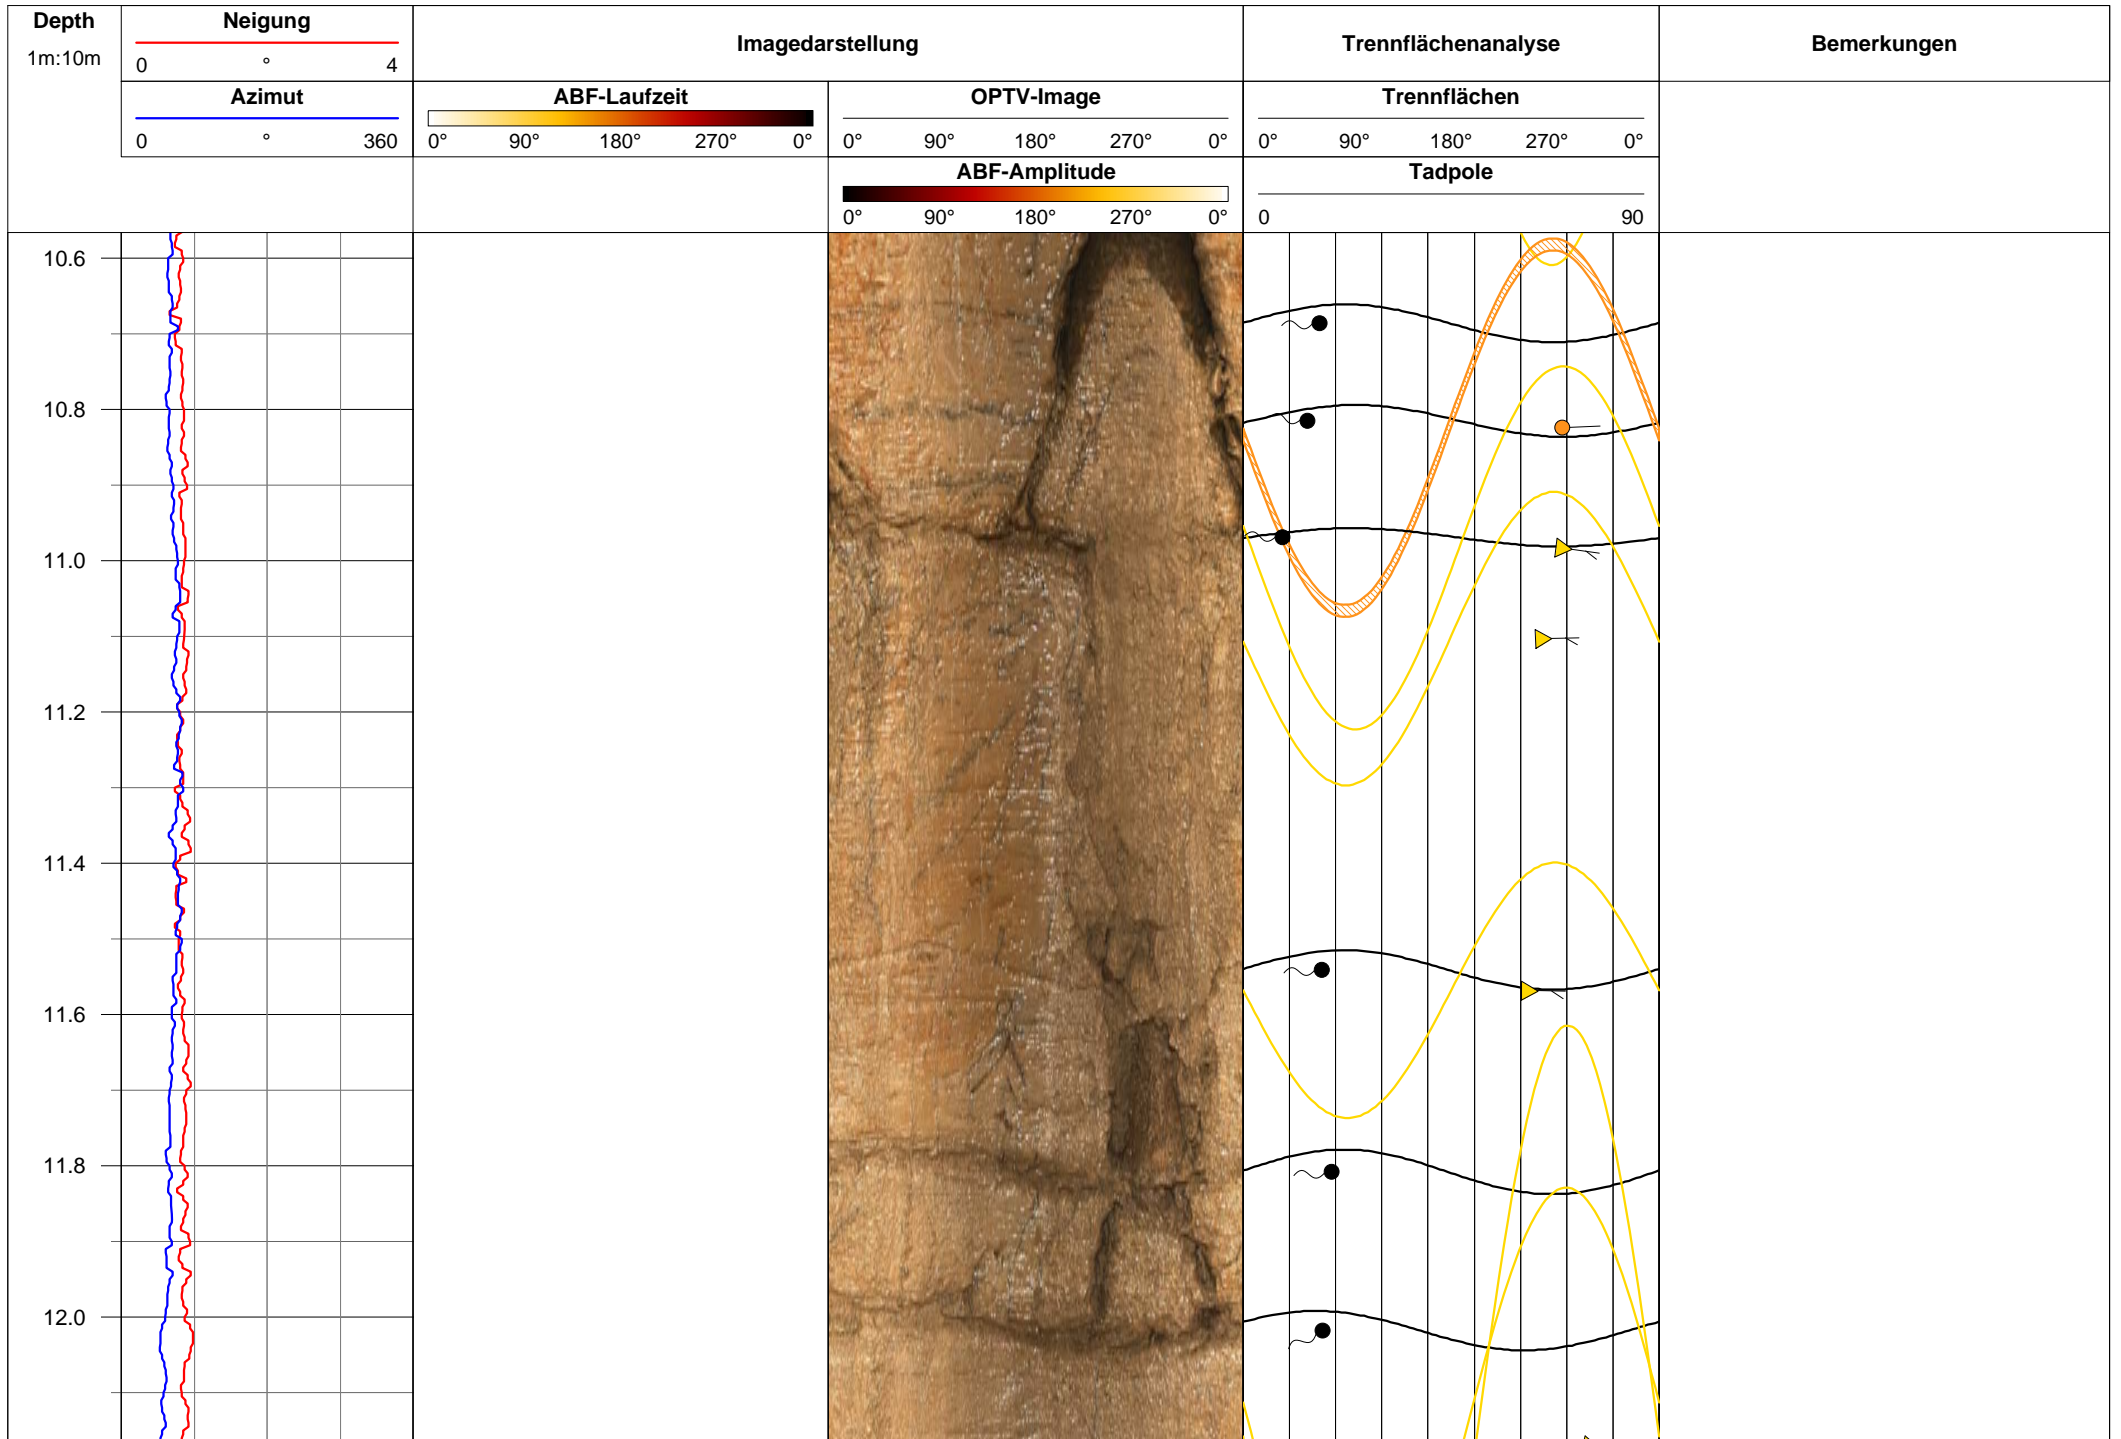 Depth
1m:10m
Neigung
0 ° 4
Azimut
0 ° 360
Imagedarstellung
ABF-Laufzeit
0° 90° 180° 270° 0°
OPTV-Image
0° 90° 180° 270° 0°
ABF-Amplitude
0° 90° 180° 270° 0°
Trennflächenanalyse
Trennflächen
0° 90° 180° 270° 0°
Tadpole
0 90
Bemerkungen
10.6
10.8
11.0
11.2
11.4
11.6
11.8
12.0